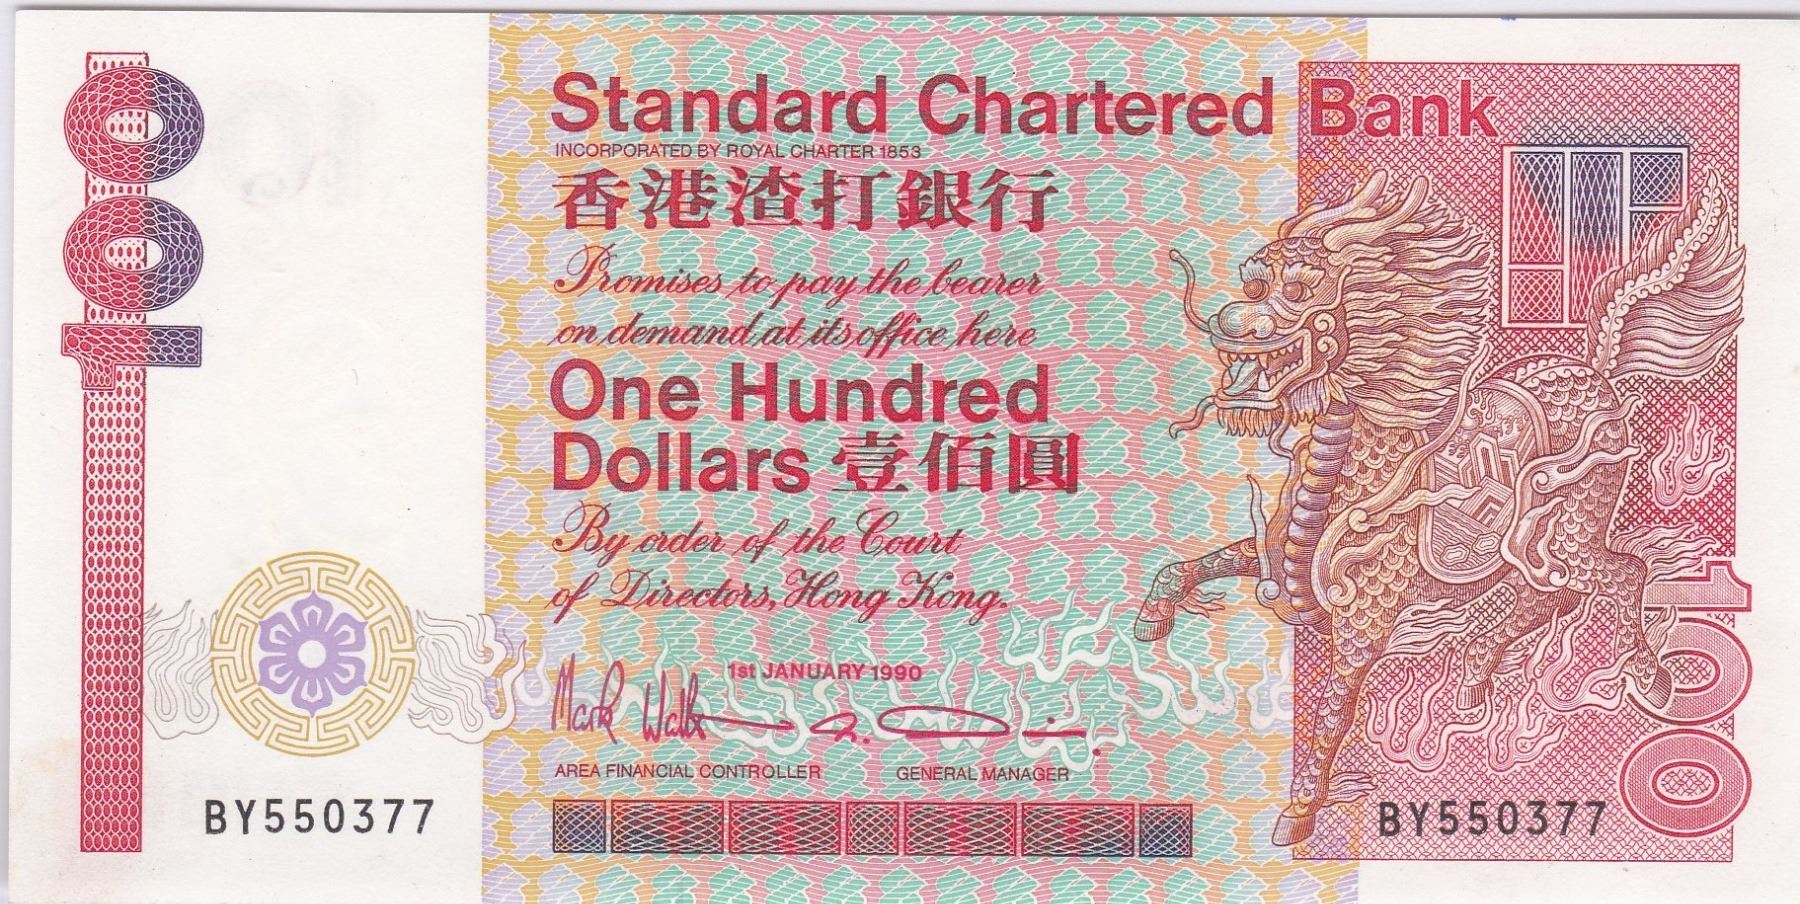 100
Standard Chartered Bank
INCORPORATED BY ROYAL CHARTER 1853
香港渣打銀行
Promises to pay the bearer
on demand at its office here
One Hundred
Dollars 壹佰圓
By order of the Court
of Directors, Hong Kong.
1st JANUARY 1990
AREA FINANCIAL CONTROLLER GENERAL MANAGER
BY550377
BY550377
100